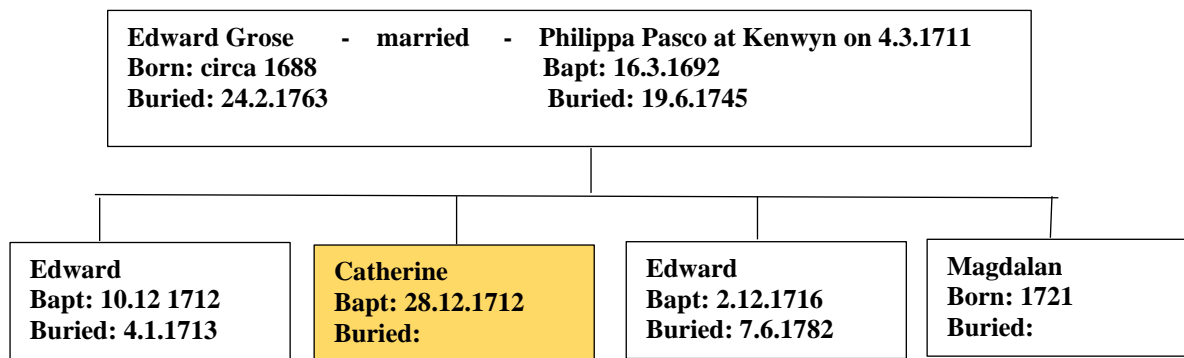 Edward Grose - married - Philippa Pasco at Kenwyn on 4.3.1711
Born: circa 1688 Bapt: 16.3.1692
Buried: 24.2.1763 Buried: 19.6.1745
Edward
Bapt: 10.12 1712
Buried: 4.1.1713
Catherine
Bapt: 28.12.1712
Buried:
Edward
Bapt: 2.12.1716
Buried: 7.6.1782
Magdalan
Born: 1721
Buried: